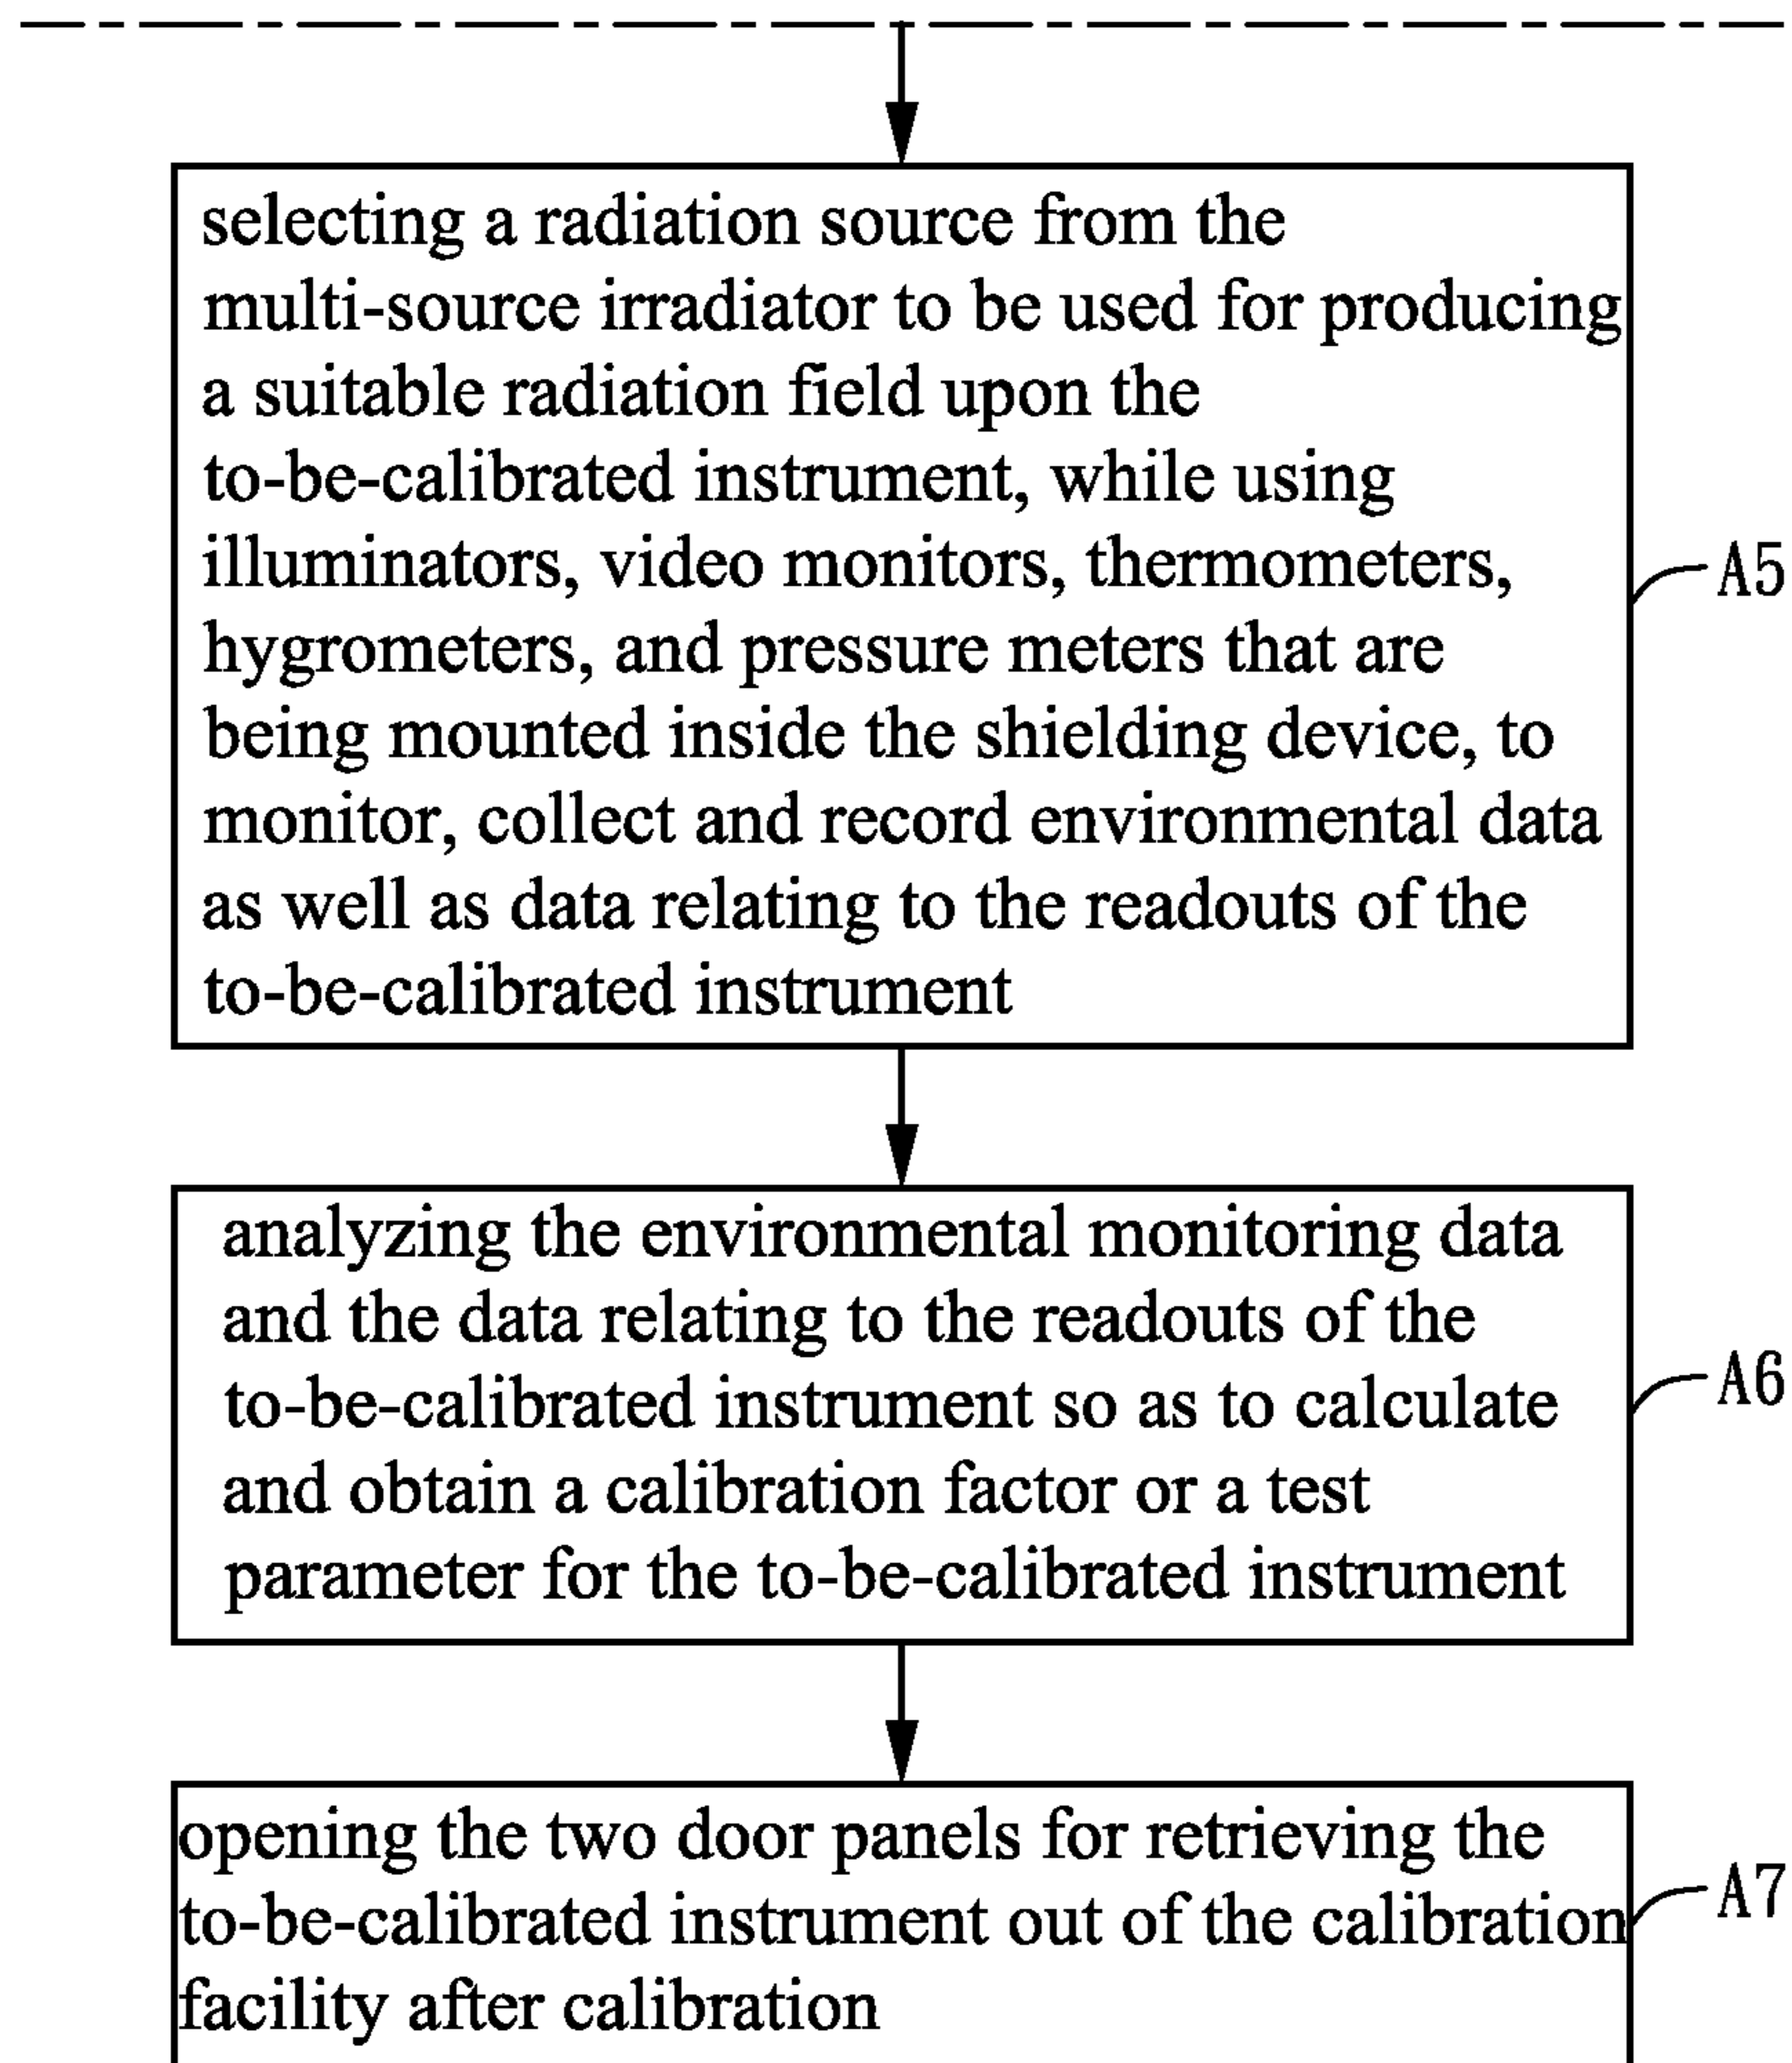 selecting a radiation source from the
multi-source irradiator to be used for producing
a suitable radiation field upon the
to-be-calibrated instrument, while using
illuminators, video monitors, thermometers,
hygrometers, and pressure meters that are
being mounted inside the shielding device, to
monitor, collect and record environmental data
as well as data relating to the readouts of the
to-be-calibrated instrument
A5
analyzing the environmental monitoring data
and the data relating to the readouts of the
to-be-calibrated instrument so as to calculate
and obtain a calibration factor or a test
parameter for the to-be-calibrated instrument
A6
opening the two door panels for retrieving the
to-be-calibrated instrument out of the calibration
facility after calibration
A7